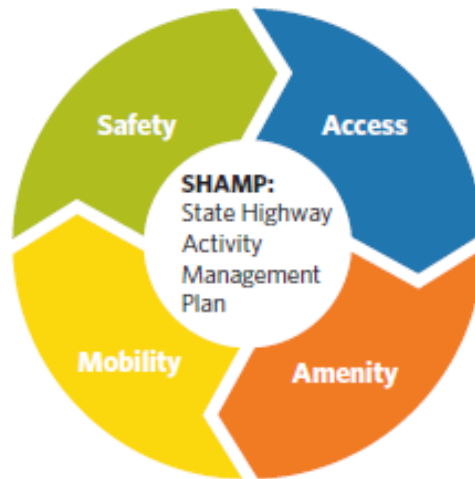 Safety
Access
SHAMP:
State Highway
Activity
Management
Plan
Mobility
Amenity